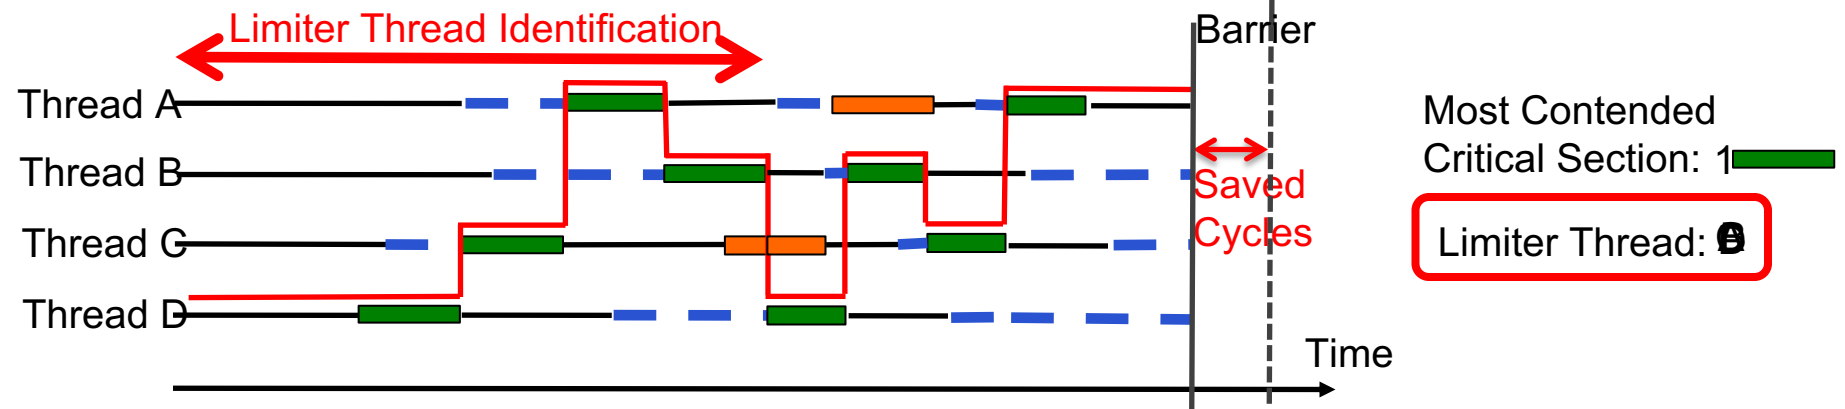 Limiter Thread Identification
Barrier
Thread A
Most Contended
Thread B
Critical Section: 1
Saved
Thread C
Cycles
Limiter Thread:
Thread D
Time